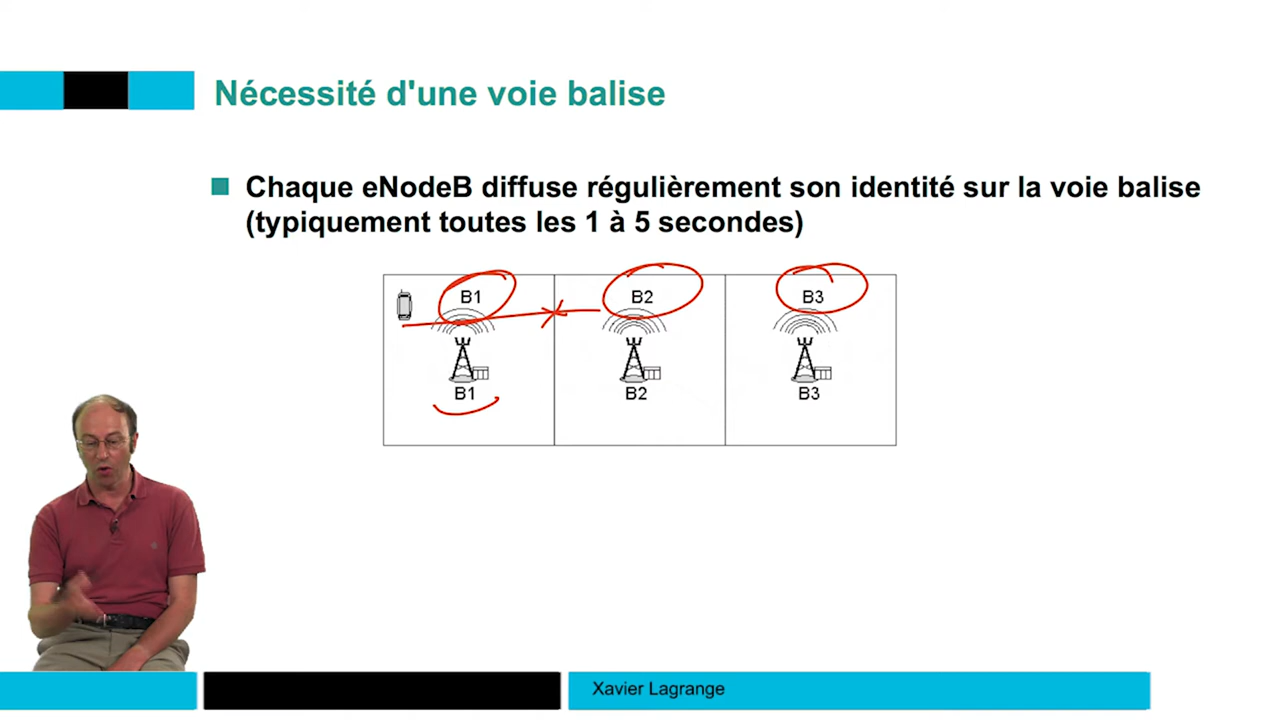 Nécessité d'une voie balise
Chaque eNodeB diffuse régulièrement son identité sur la voie balise
(typiquement toutes les 1 à 5 secondes)
B1 B2 B3
B1 B2 B3
Xavier Lagrange